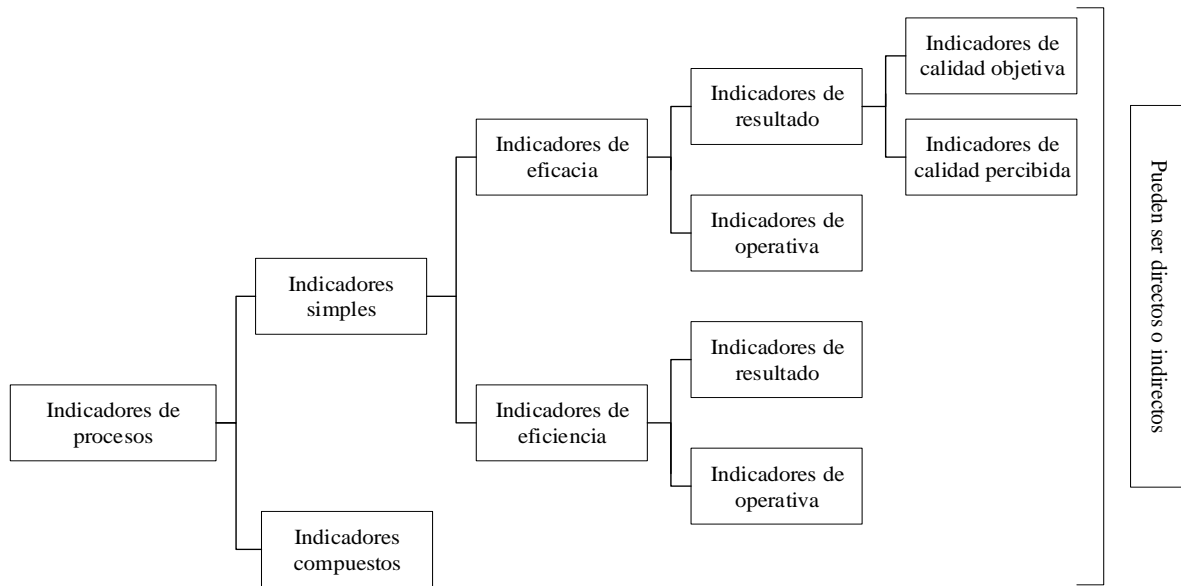 Indicadores de
procesos
Indicadores
simples
Indicadores
compuestos
Indicadores de
eficacia
Indicadores de
eficiencia
Indicadores de
resultado
Indicadores de
operativa
Indicadores de
resultado
Indicadores de
operativa
Indicadores de
calidad objetiva
Indicadores de
calidad percibida
Pueden ser directos o indirectos